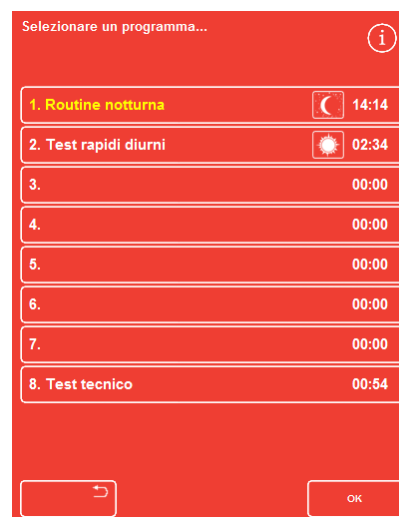 Selezionare un programma...
i
1. Routine notturna 14:14
2. Test rapidi diurni 02:34
3. 00:00
4. 00:00
5. 00:00
6. 00:00
7. 00:00
8. Test tecnico 00:54
OK